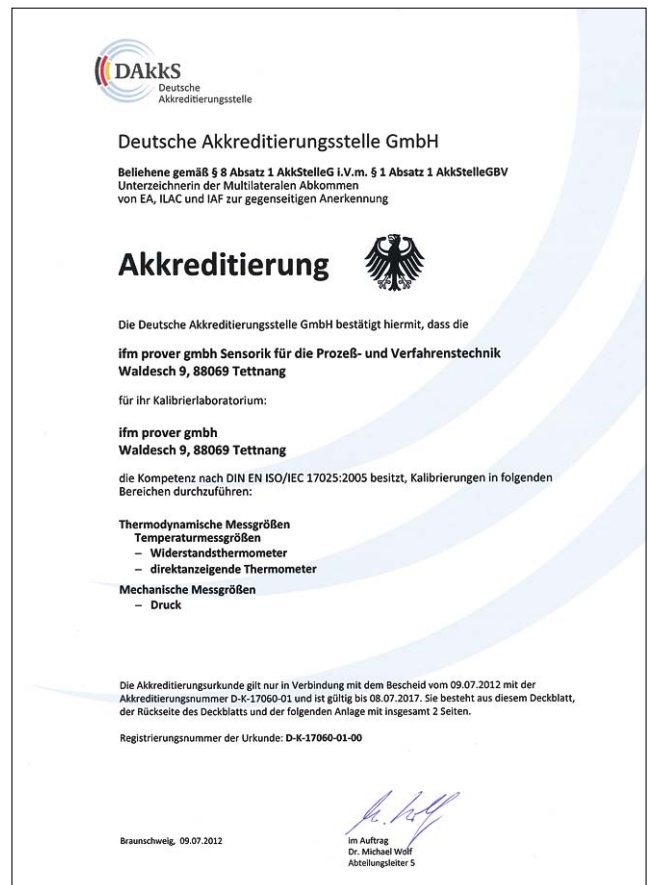 DAkkS
Deutsche
Akkreditierungsstelle
Deutsche Akkreditierungsstelle GmbH
Beliehene gemäß § 8 Absatz 1 AkkStelleG i.V.m. § 1 Absatz 1 AkkStelleGBV
Unterzeichnerin der Multilateralen Abkommen
von EA, ILAC und IAF zur gegenseitigen Anerkennung
Akkreditierung
Die Deutsche Akkreditierungsstelle GmbH bestätigt hiermit, dass die
ifm prover gmbh Sensorik für die Prozeß- und Verfahrenstechnik
Waldesch 9, 88069 Tettnang
für ihr Kalibrierlaboratorium:
ifm prover gmbh
Waldesch 9, 88069 Tettnang
die Kompetenz nach DIN EN ISO/IEC 17025:2005 besitzt, Kalibrierungen in folgenden
Bereichen durchzuführen:
Thermodynamische Messgrößen
Temperaturmessgrößen
– Widerstandsthermometer
– direktanzeigende Thermometer
Mechanische Messgrößen
– Druck
Die Akkreditierungsurkunde gilt nur in Verbindung mit dem Bescheid vom 09.07.2012 mit der
Akkreditierungsnummer D-K-17060-01 und ist gültig bis 08.07.2017. Sie besteht aus diesem Deckblatt,
der Rückseite des Deckblatts und der folgenden Anlage mit insgesamt 2 Seiten.
Registrierungsnummer der Urkunde: D-K-17060-01-00
Braunschweig, 09.07.2012
im Auftrag
Dr. Michael Wolf
Abteilungsleiter 5